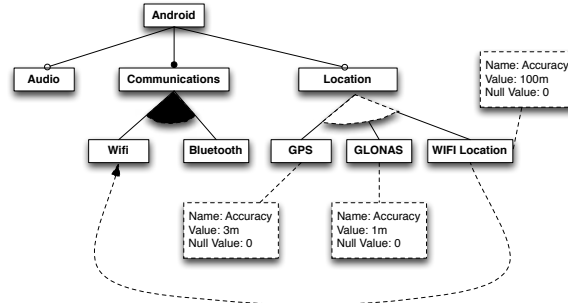 Android
Audio
Communications
Location
Name: Accuracy
Value: 100m
Null Value: 0
Wifi
Bluetooth
GPS
GLONAS
WIFI Location
Name: Accuracy
Value: 3m
Null Value: 0
Name: Accuracy
Value: 1m
Null Value: 0